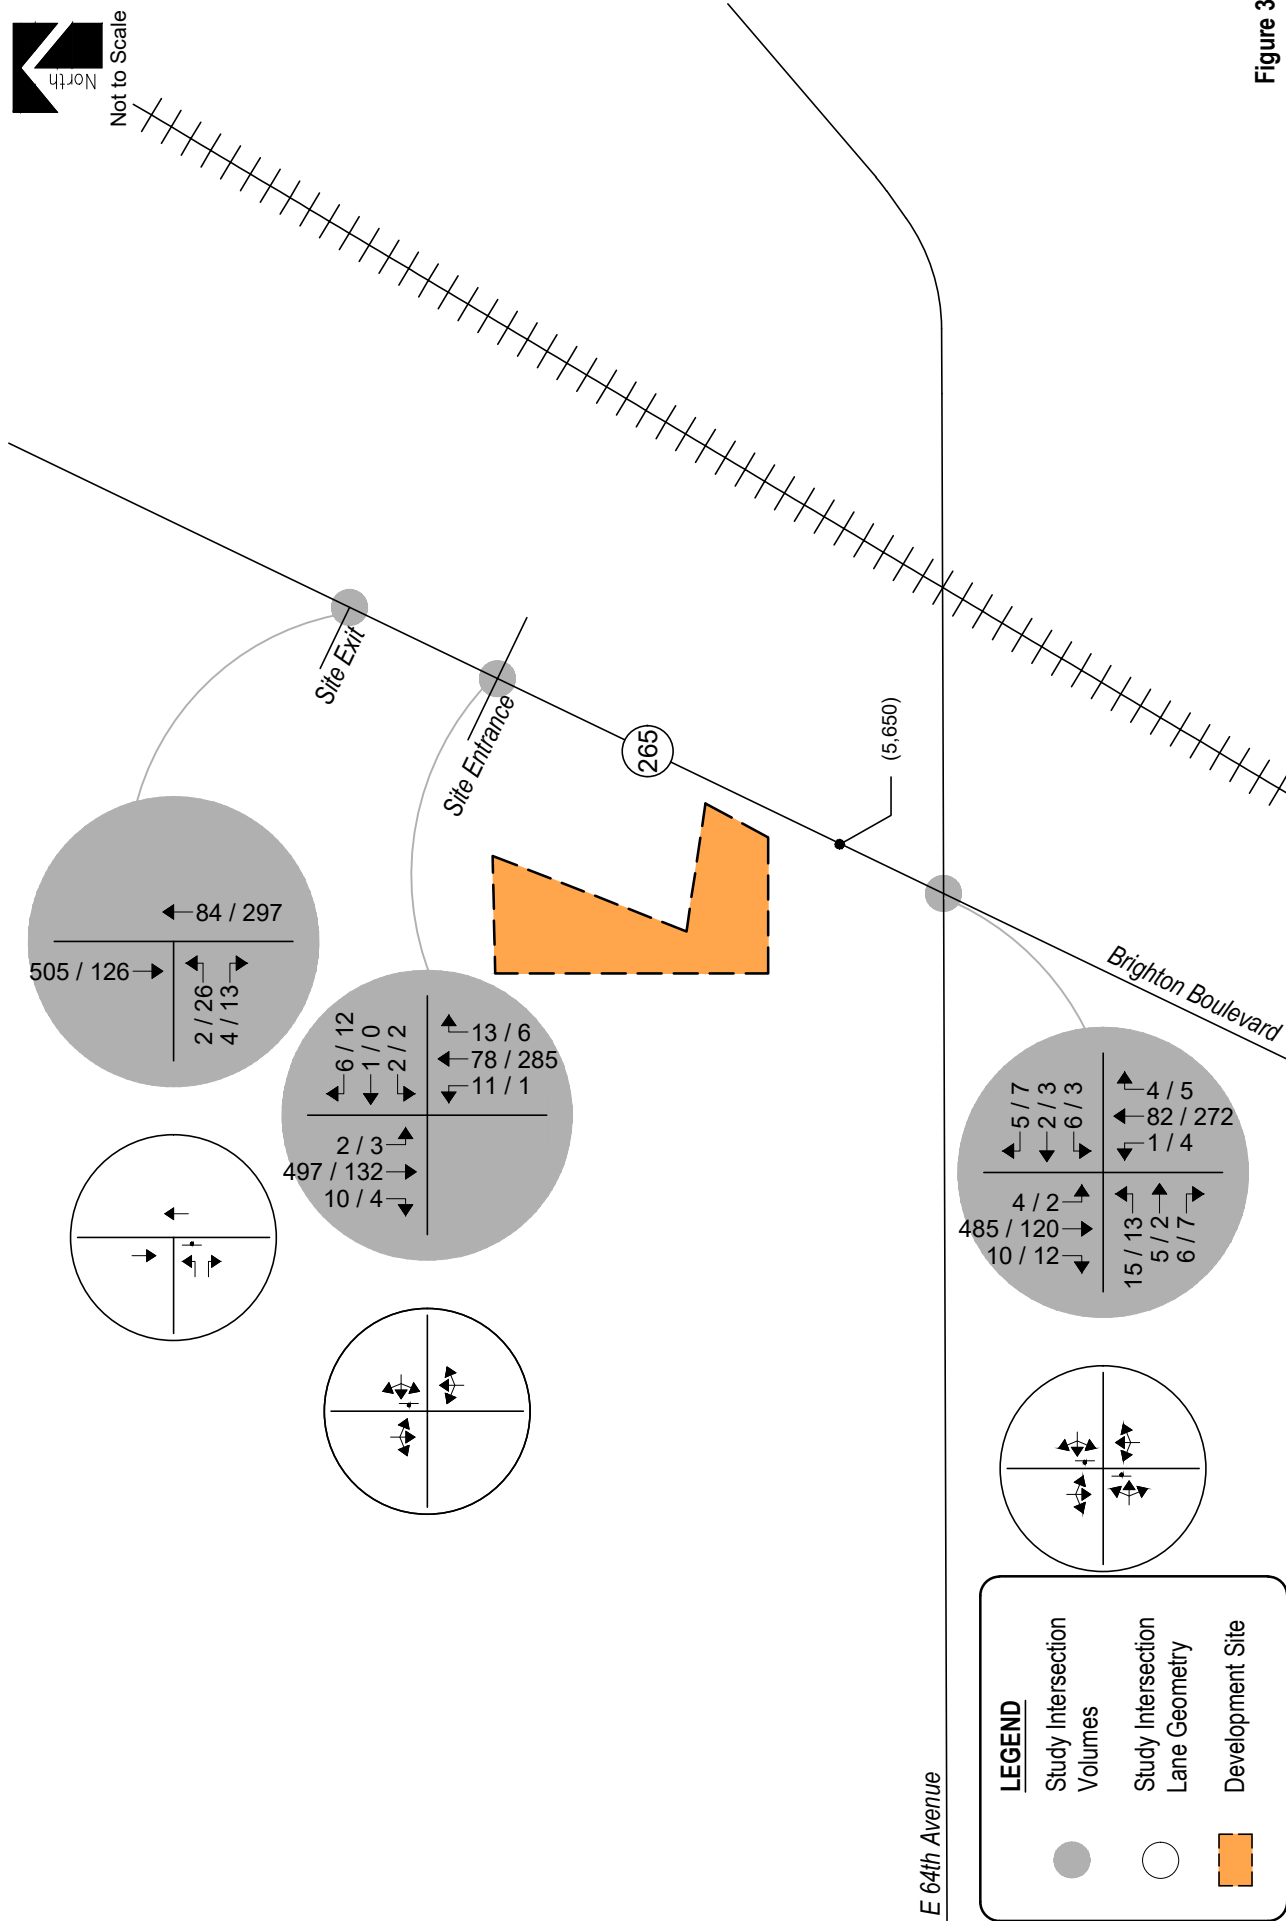 North
Not to Scale
Figure 3
Site Exit
Site Entrance
265
(5,650)
84 / 297
505 / 126
2 / 26
4 / 13
6 / 12
1 / 0
2 / 2
13 / 6
78 / 285
11 / 1
2 / 3
497 / 132
10 / 4
Brighton Boulevard
5 / 7
2 / 3
6 / 3
4 / 5
82 / 272
1 / 4
4 / 2
485 / 120
10 / 12
15 / 13
5 / 2
6 / 7
E 64th Avenue
LEGEND
Study Intersection
Volumes
Study Intersection
Lane Geometry
Development Site